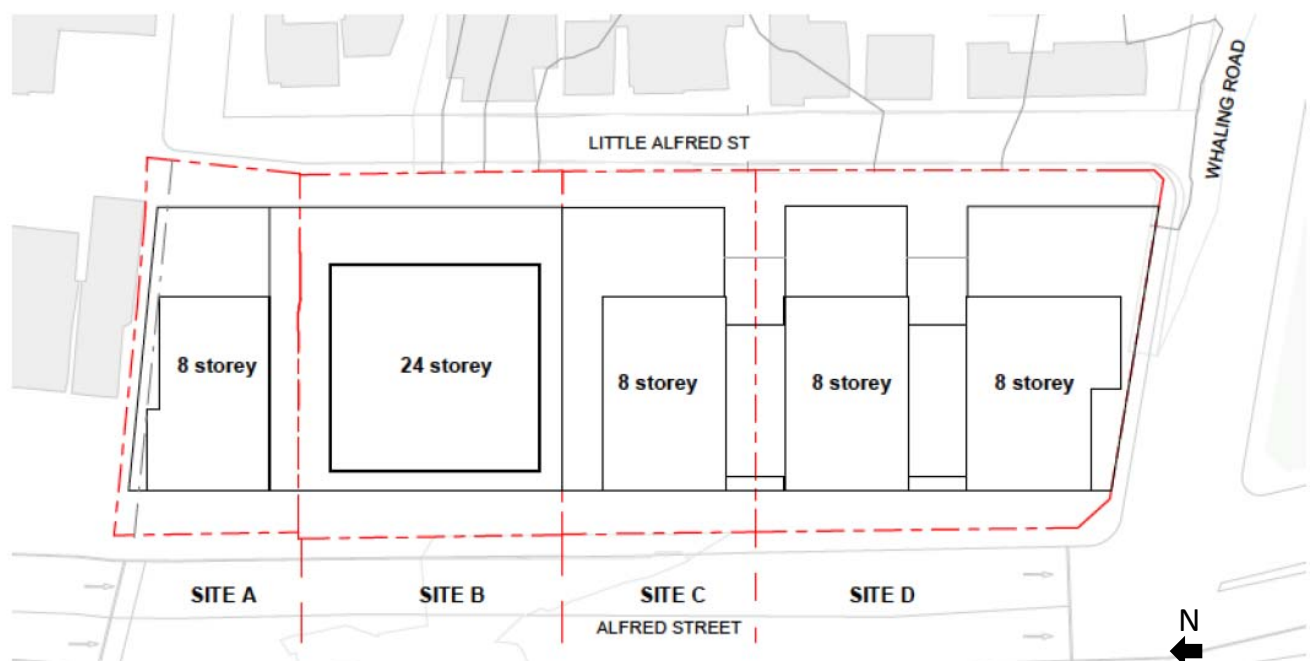 WHALING ROAD
LITTLE ALFRED ST
8 storey
24 storey
8 storey
8 storey
8 storey
SITE A
SITE B
SITE C
SITE D
ALFRED STREET
N